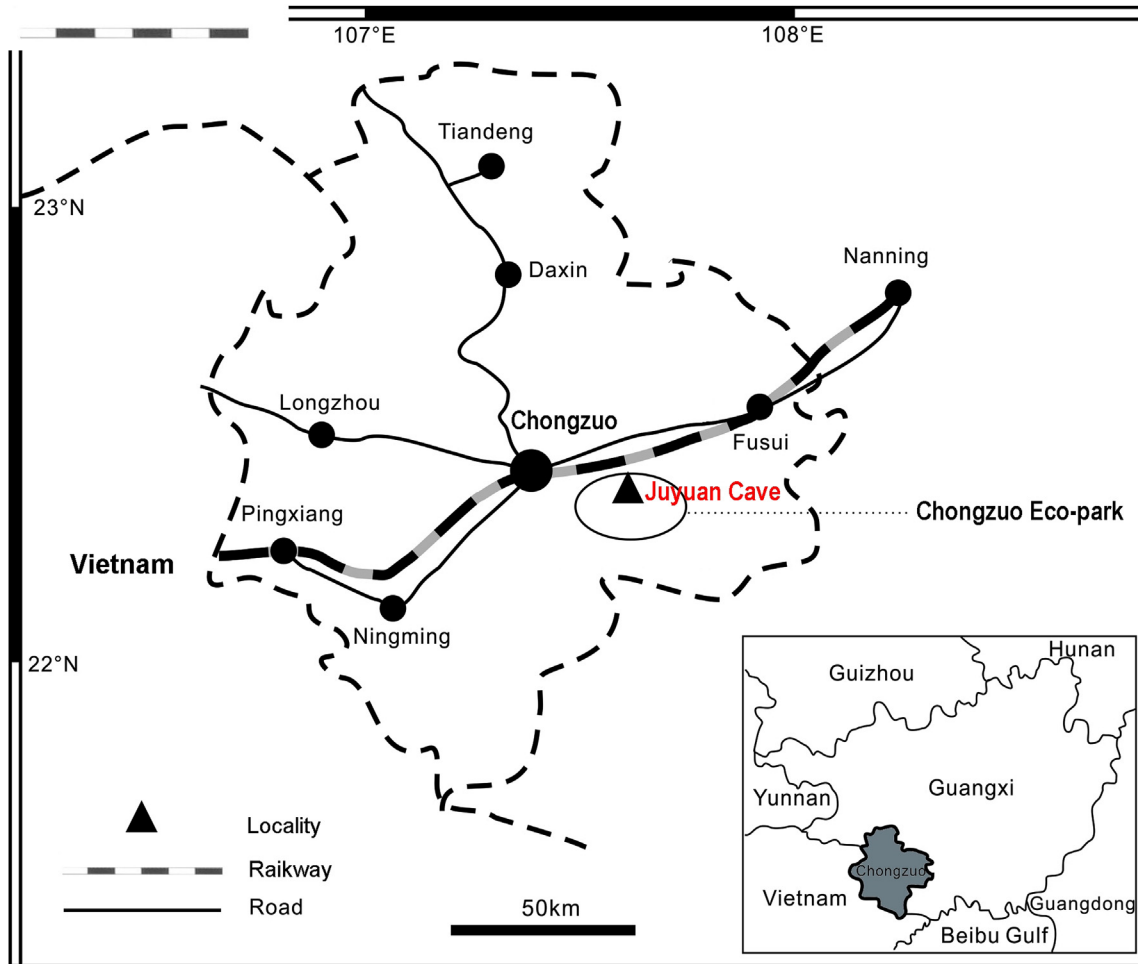 107°E
108°E
Tiandeng
23°N
Nanning
Daxin
Longzhou
Chongzuo
Fusui
Juyuan Cave
Pingxiang
Chongzuo Eco-park
Vietnam
Ningming
22°N
Hunan
Guizhou
Yunnan
Guangxi
Locality
Raikway
Road
50km
Chongzuo
Vietnam
Guangdong
Beibu Gulf